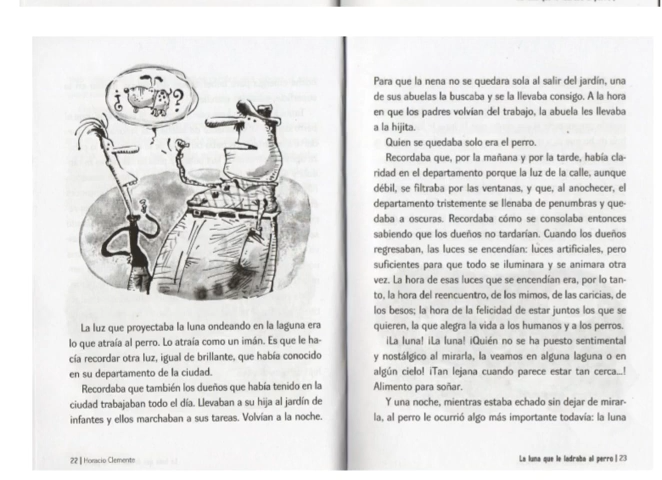 ¿?
La luz que proyectaba la luna ondeando en la laguna era
lo que atraía al perro. Lo atraía como un imán. Es que le ha-
cía recordar otra luz, igual de brillante, que había conocido
en su departamento de la ciudad.
Recordaba que también los dueños que había tenido en la
ciudad trabajaban todo el día. Llevaban a su hija al jardín de
infantes y ellos marchaban a sus tareas. Volvían a la noche.
22 | Horacio Clemente
Para que la nena no se quedara sola al salir del jardín, una
de sus abuelas la buscaba y se la llevaba consigo. A la hora
en que los padres volvían del trabajo, la abuela les llevaba
a la hijita.
Quien se quedaba solo era el perro.
Recordaba que, por la mañana y por la tarde, había cla-
ridad en el departamento porque la luz de la calle, aunque
débil, se filtraba por las ventanas, y que, al anochecer, el
departamento tristemente se llenaba de penumbras y que-
daba a oscuras. Recordaba cómo se consolaba entonces
sabiendo que los dueños no tardarían. Cuando los dueños
regresaban, las luces se encendían: luces artificiales, pero
suficientes para que todo se iluminara y se animara otra
vez. La hora de esas luces que se encendían era, por lo tan-
to, la hora del reencuentro, de los mimos, de las caricias, de
los besos; la hora de la felicidad de estar juntos los que se
quieren, la que alegra la vida a los humanos y a los perros.
¡La luna! ¡La luna! ¡Quién no se ha puesto sentimental
y nostálgico al mirarla, la veamos en alguna laguna o en
algún cielo! ¡Tan lejana cuando parece estar tan cerca...!
Alimento para soñar.
Y una noche, mientras estaba echado sin dejar de mirar-
la, al perro le ocurrió algo más importante todavía: la luna
La luna que le ladraba al perro | 23